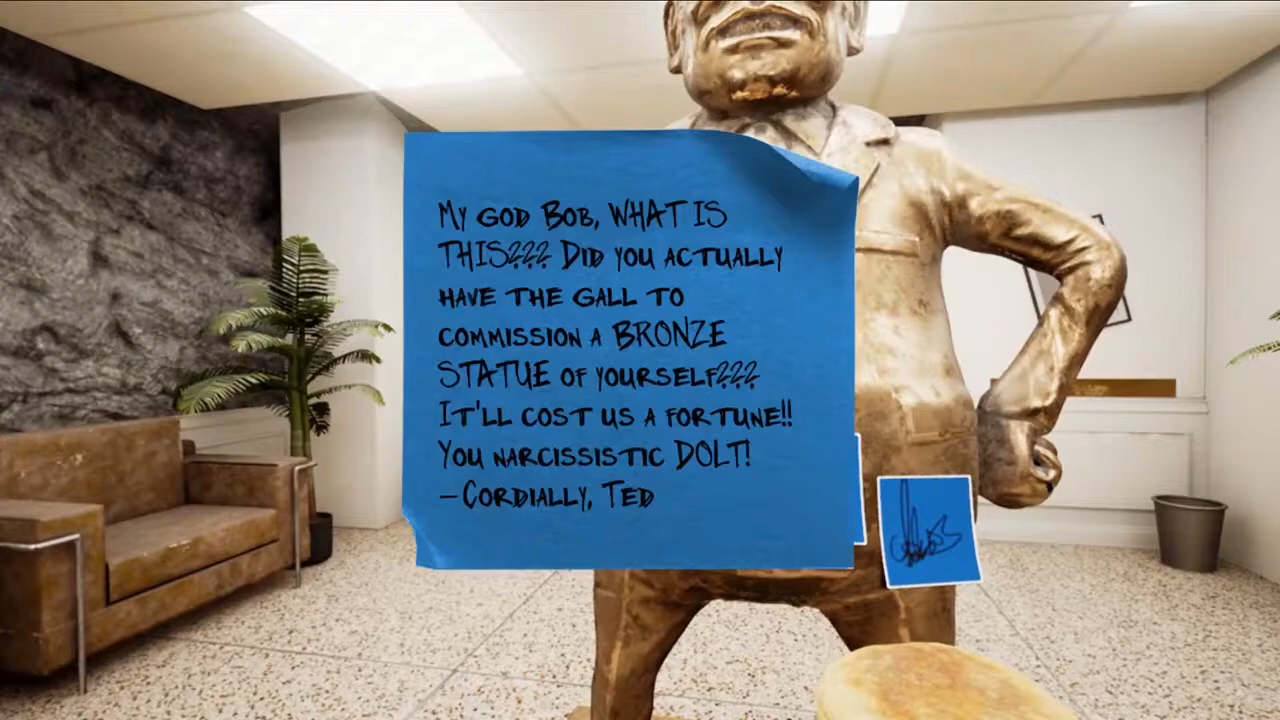 My god Bob, WHAT IS
THIS??? Did you actually
have the gall to
commission a BRONZE
STATUE of yourself???
It'll cost us a fortune!!
You narcissistic DOLT!
–Cordially, Ted